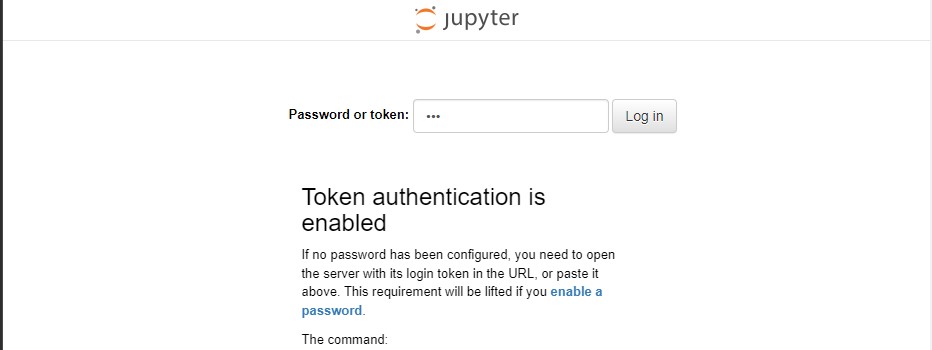 jupyter
Password or token: ••• Log in
Token authentication is
enabled
If no password has been configured, you need to open
the server with its login token in the URL, or paste it
above. This requirement will be lifted if you enable a
password.
The command: